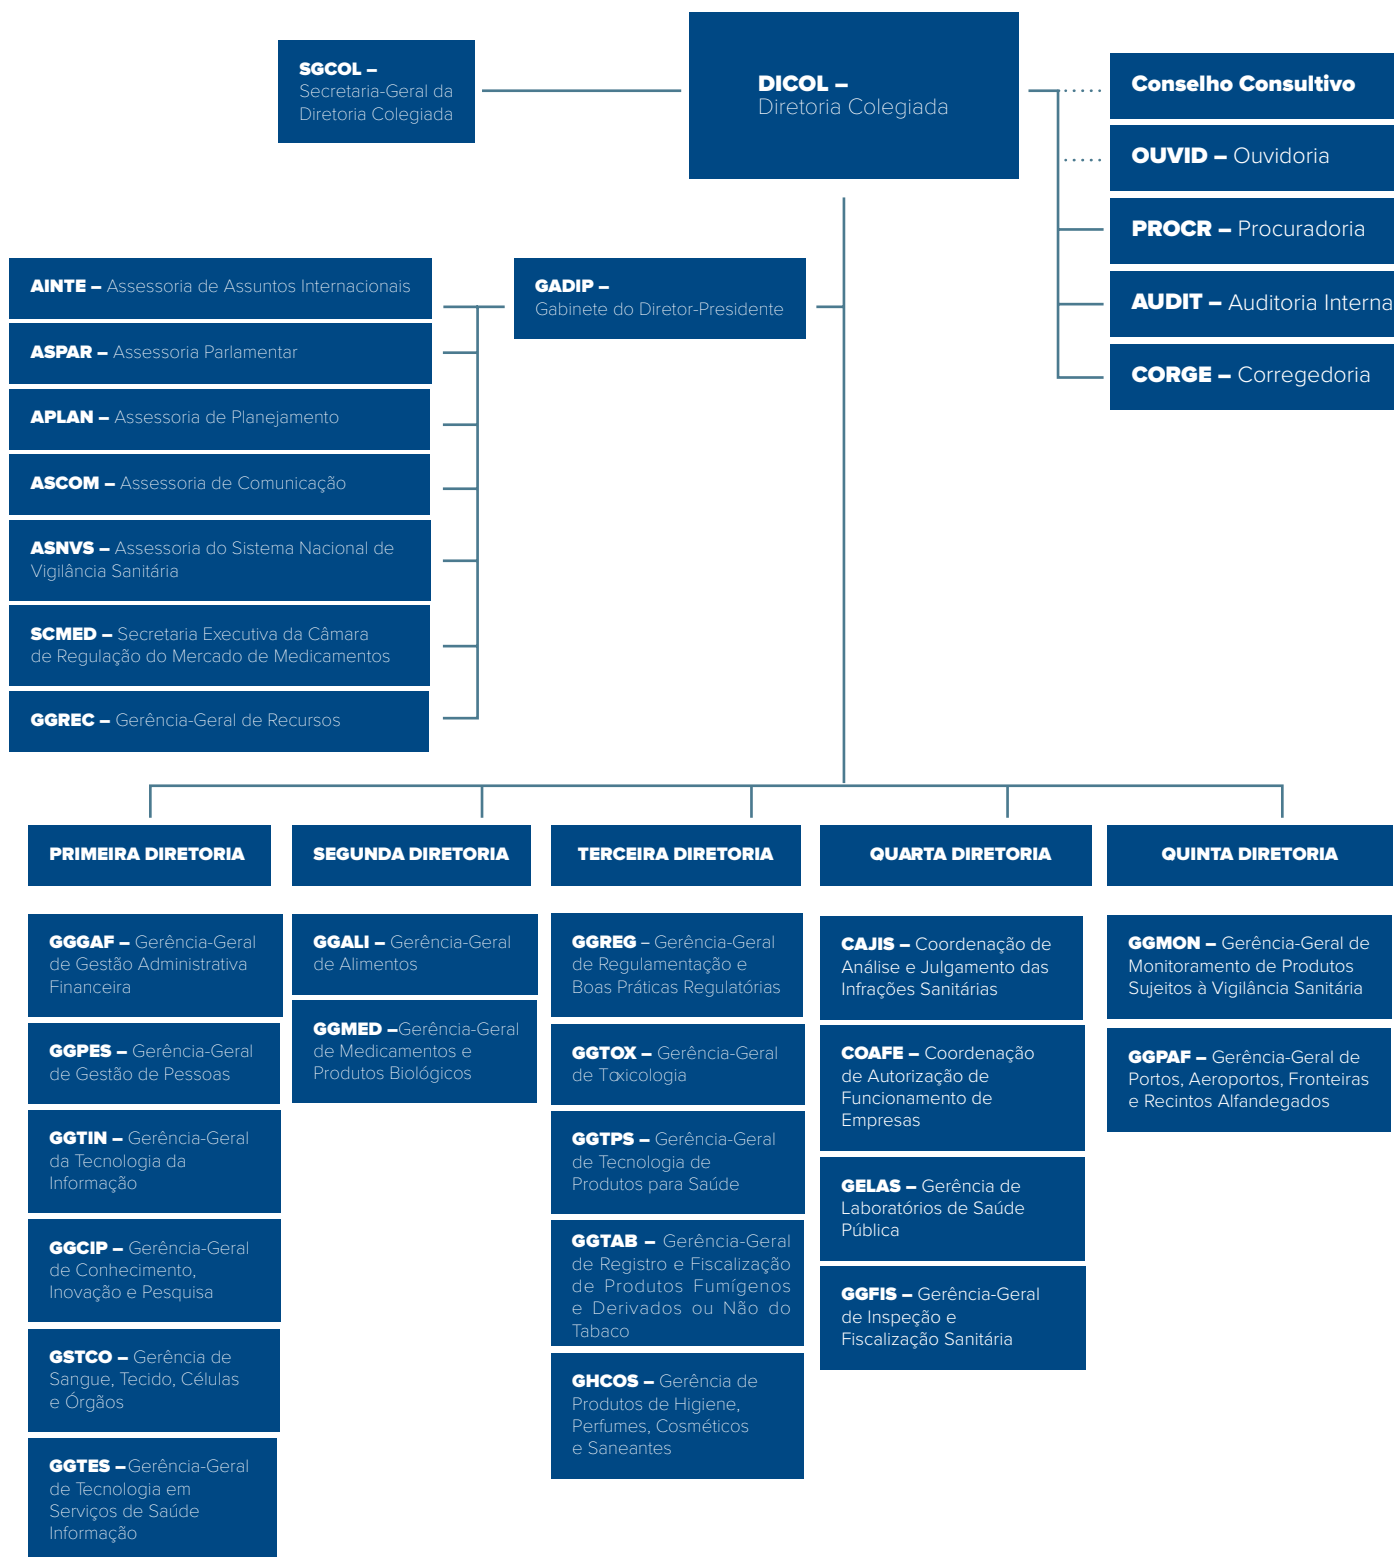 SGCOL –
Secretaria-Geral da
Diretoria Colegiada
DICOL –
Diretoria Colegiada
Conselho Consultivo
OUVID – Ouvidoria
PROCR – Procuradoria
AUDIT – Auditoria Interna
CORGE – Corregedoria
GADIP –
Gabinete do Diretor-Presidente
AINTE – Assessoria de Assuntos Internacionais
ASPAR – Assessoria Parlamentar
APLAN – Assessoria de Planejamento
ASCOM – Assessoria de Comunicação
ASNVS – Assessoria do Sistema Nacional de
Vigilância Sanitária
SCMED – Secretaria Executiva da Câmara
de Regulação do Mercado de Medicamentos
GGREC – Gerência-Geral de Recursos
PRIMEIRA DIRETORIA
GGGAF – Gerência-Geral
de Gestão Administrativa
Financeira
GGPES – Gerência-Geral
de Gestão de Pessoas
GGTIN – Gerência-Geral
da Tecnologia da
Informação
GGCIP – Gerência-Geral
de Conhecimento,
Inovação e Pesquisa
GSTCO – Gerência de
Sangue, Tecido, Células
e Órgãos
GGTES – Gerência-Geral
de Tecnologia em
Serviços de Saúde
Informação
SEGUNDA DIRETORIA
GGALI – Gerência-Geral
de Alimentos
GGMED –Gerência-Geral
de Medicamentos e
Produtos Biológicos
TERCEIRA DIRETORIA
GGREG – Gerência-Geral
de Regulamentação e
Boas Práticas Regulatórias
GGTOX – Gerência-Geral
de Toxicologia
GGTPS – Gerência-Geral
de Tecnologia de
Produtos para Saúde
GGTAB – Gerência-Geral
de Registro e Fiscalização
de Produtos Fumígenos
e Derivados ou Não do
Tabaco
GHCOS – Gerência de
Produtos de Higiene,
Perfumes, Cosméticos
e Saneantes
QUARTA DIRETORIA
CAJIS – Coordenação de
Análise e Julgamento das
Infrações Sanitárias
COAFE – Coordenação
de Autorização de
Funcionamento de
Empresas
GELAS – Gerência de
Laboratórios de Saúde
Pública
GGFIS – Gerência-Geral
de Inspeção e
Fiscalização Sanitária
QUINTA DIRETORIA
GGMON – Gerência-Geral de
Monitoramento de Produtos
Sujeitos à Vigilância Sanitária
GGPAF – Gerência-Geral de
Portos, Aeroportos, Fronteiras
e Recintos Alfandegados